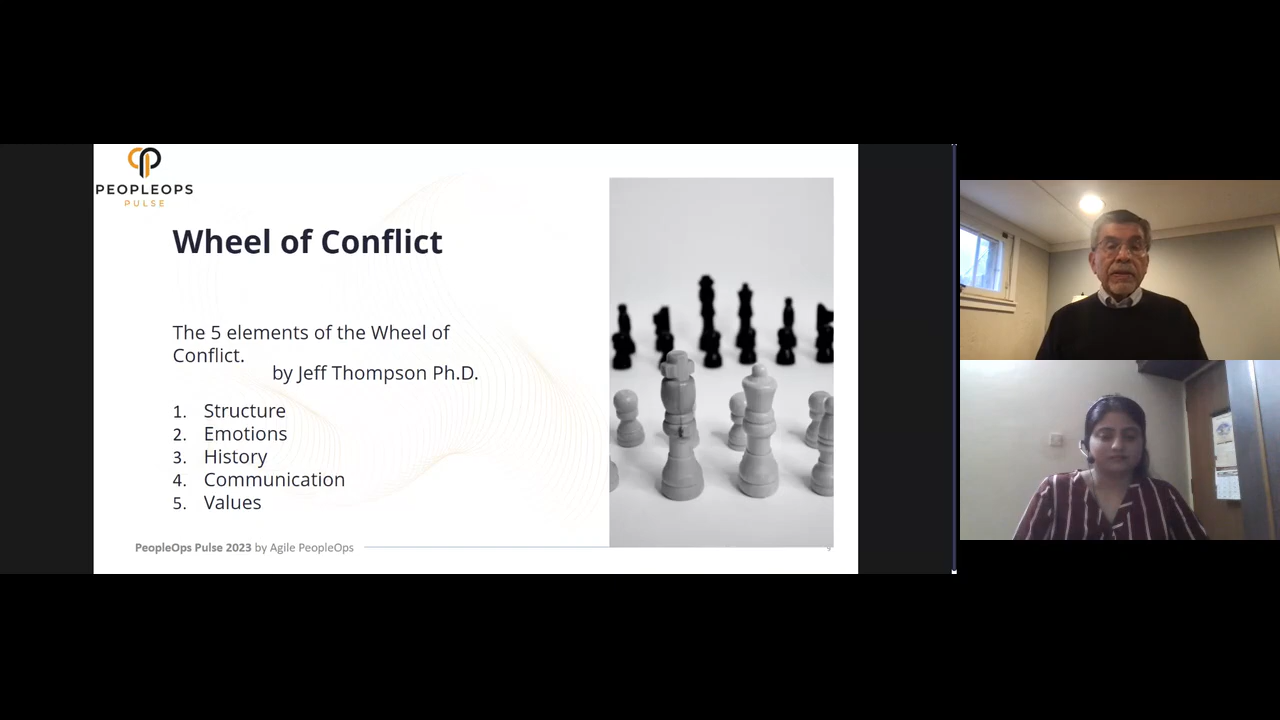 PEOPLEOPS
PULSE
Wheel of Conflict
The 5 elements of the Wheel of
Conflict.
by Jeff Thompson Ph.D.
1. Structure
2. Emotions
3. History
4. Communication
5. Values
PeopleOps Pulse 2023 by Agile PeopleOps
9